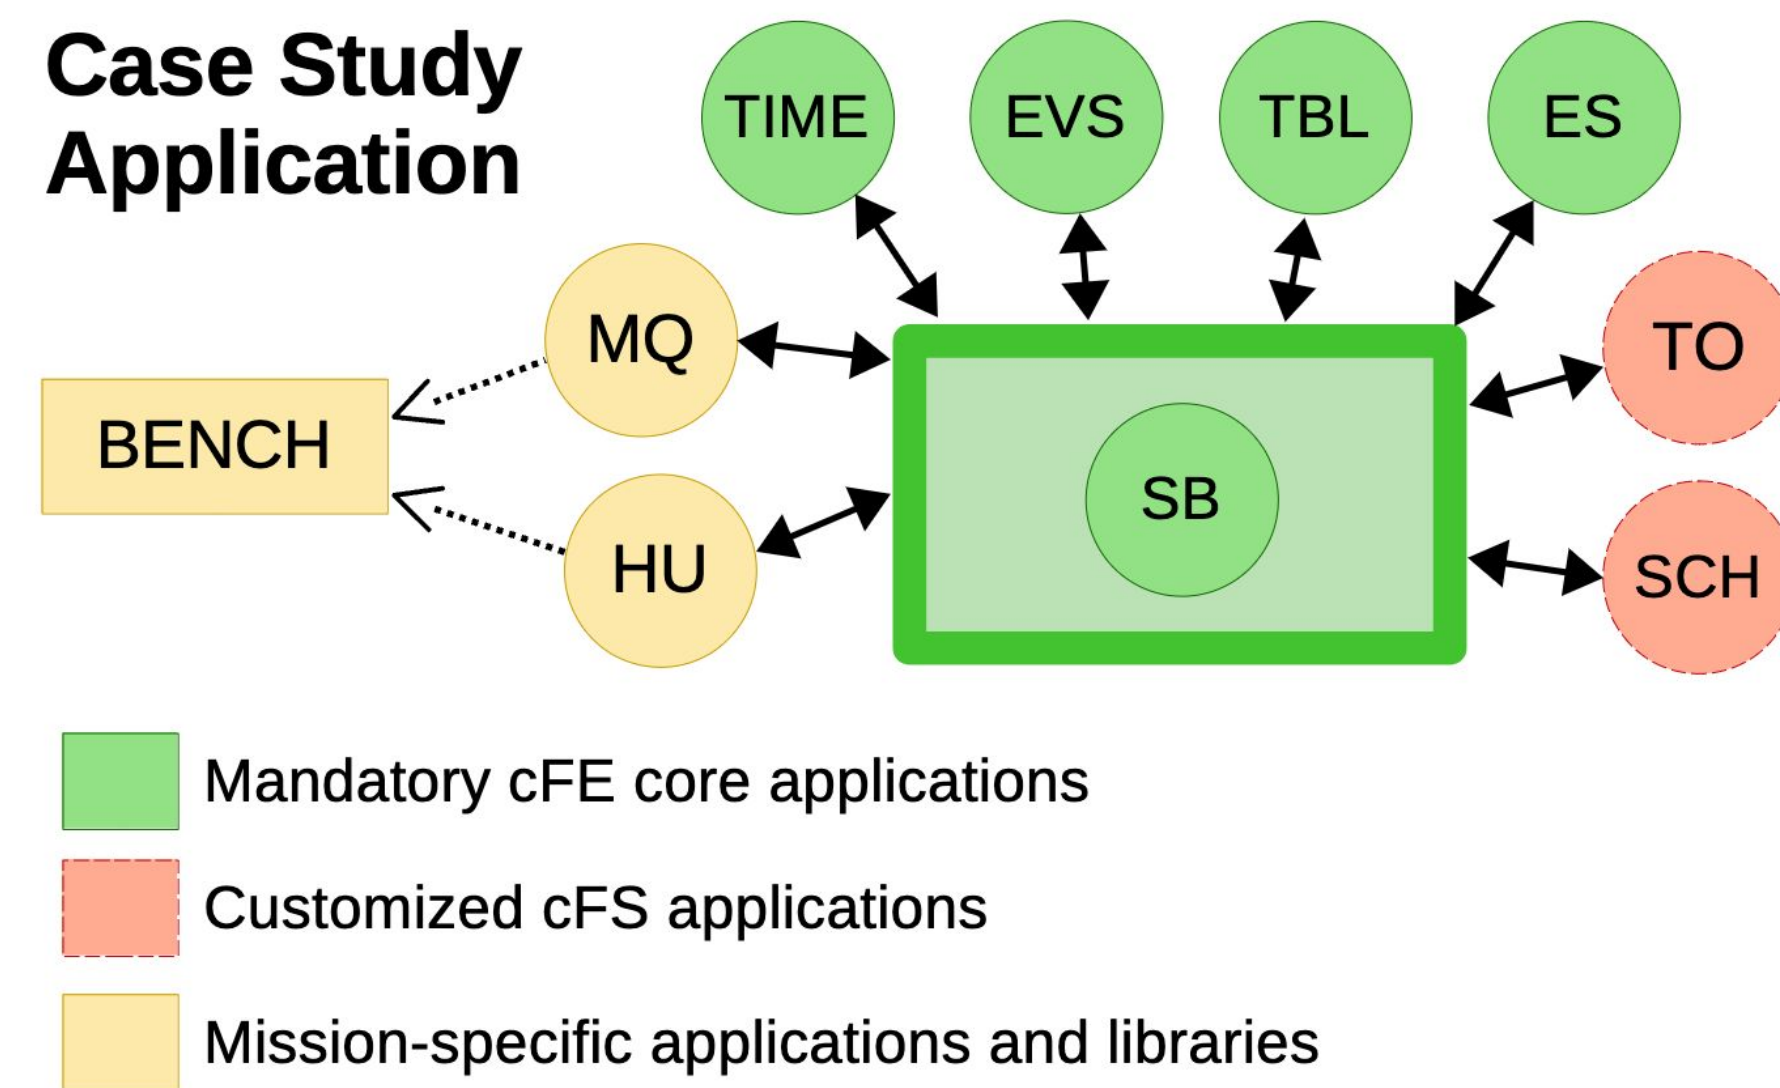 Case Study
Application
TIME
EVS
TBL
ES
MQ
TO
BENCH
SB
HU
SCH
Mandatory cFE core applications
Customized cFS applications
Mission-specific applications and libraries